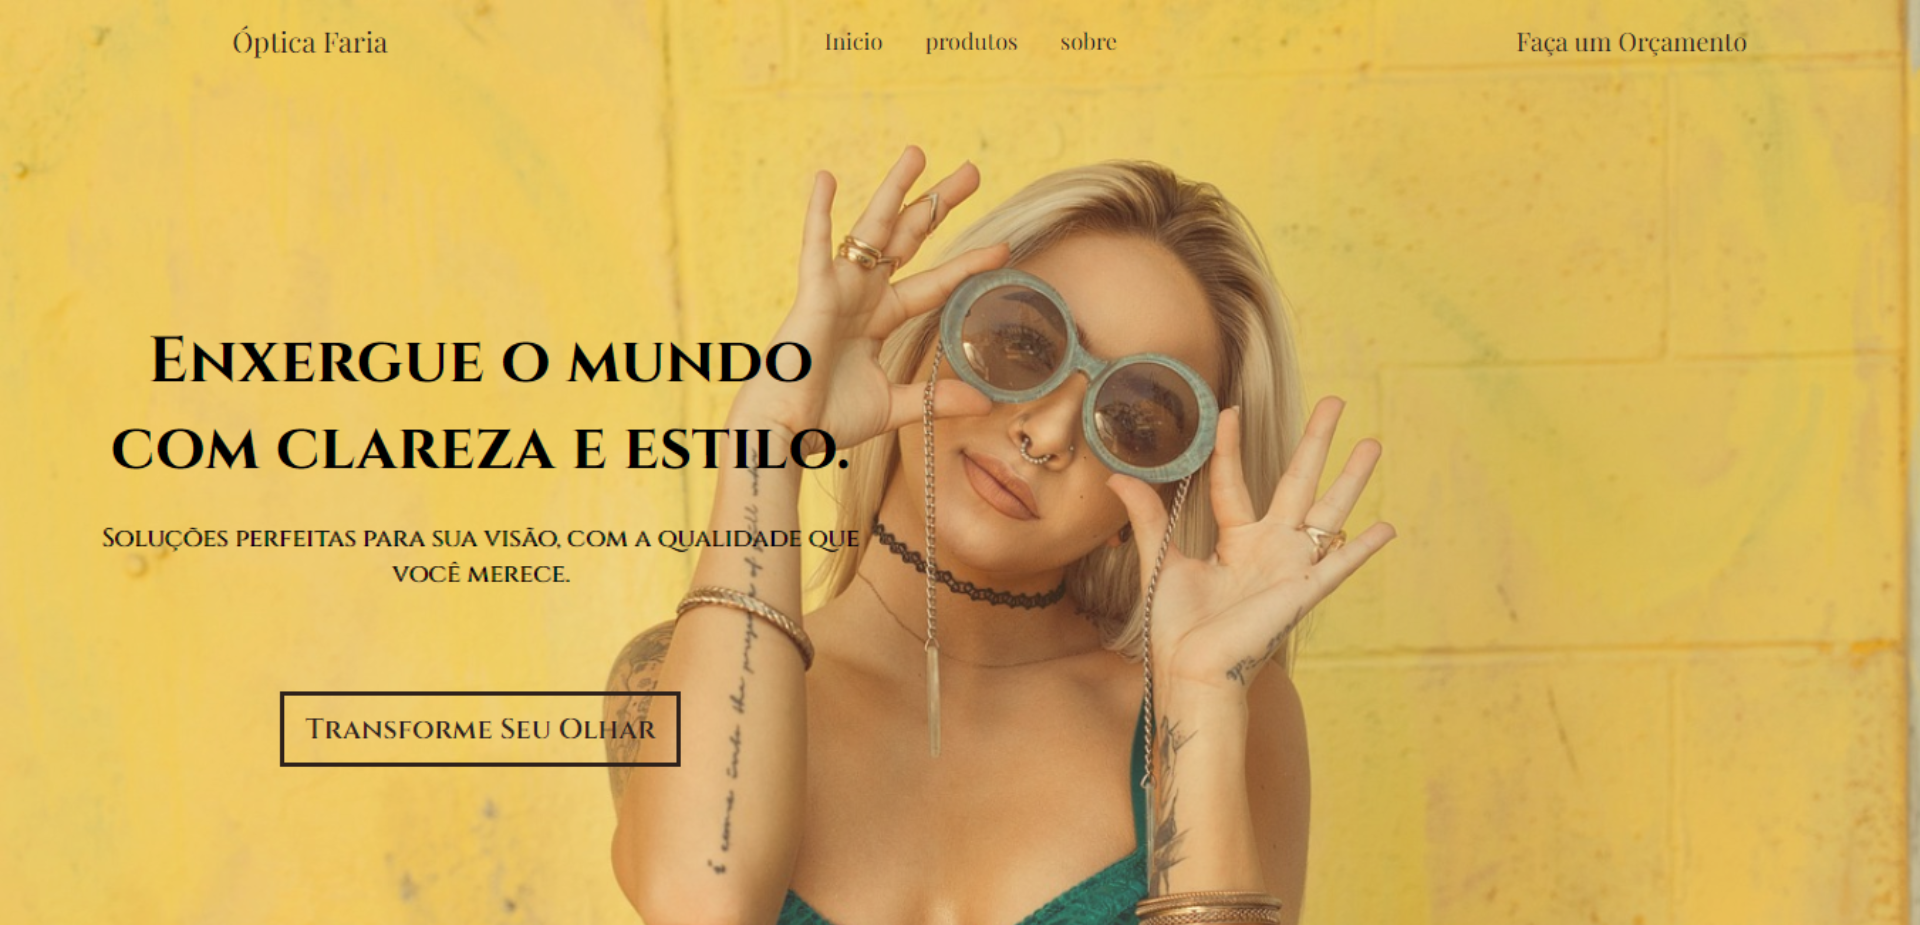 Óptica Faria
Inicio produtos sobre
Faça um Orçamento
Enxergue o mundo
com clareza e estilo.
Soluções perfeitas para sua visão, com a qualidade que
você merece.
Transforme Seu Olhar